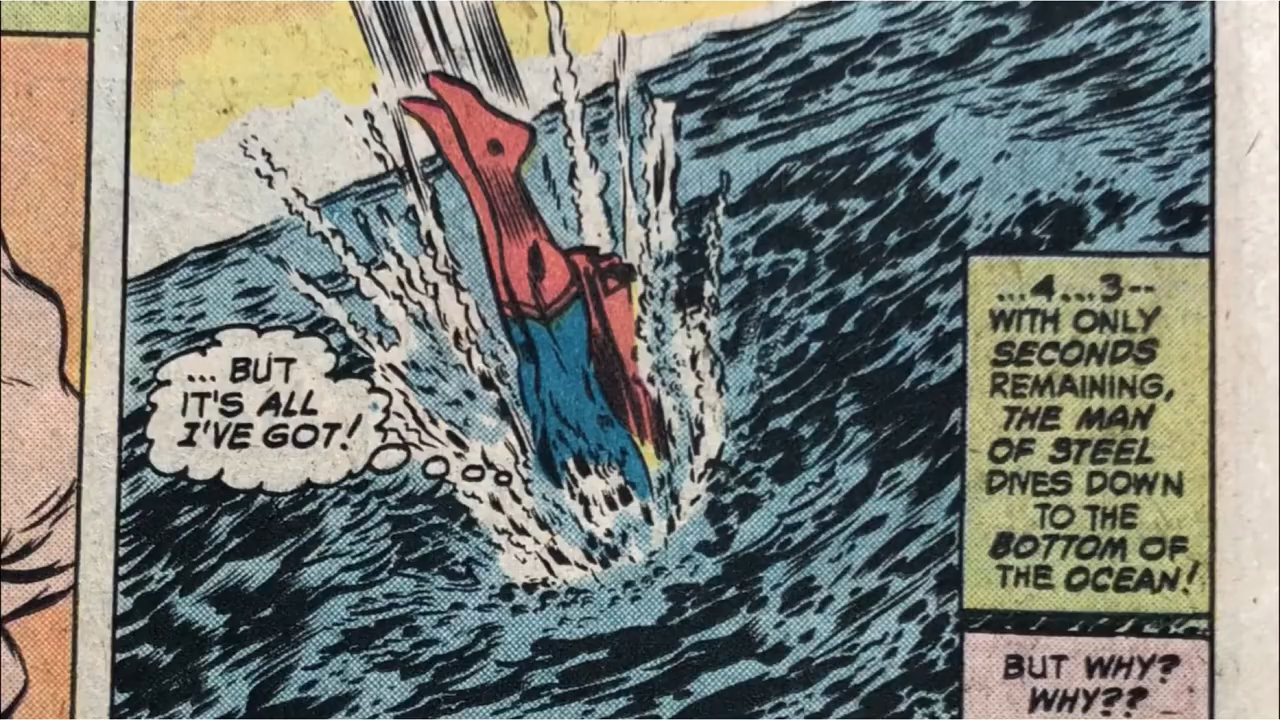 ... BUT
IT'S ALL
I'VE GOT!
...4...3--
WITH ONLY
SECONDS
REMAINING,
THE MAN
OF STEEL
DIVES DOWN
TO THE
BOTTOM OF
THE OCEAN!
BUT WHY?
WHY??